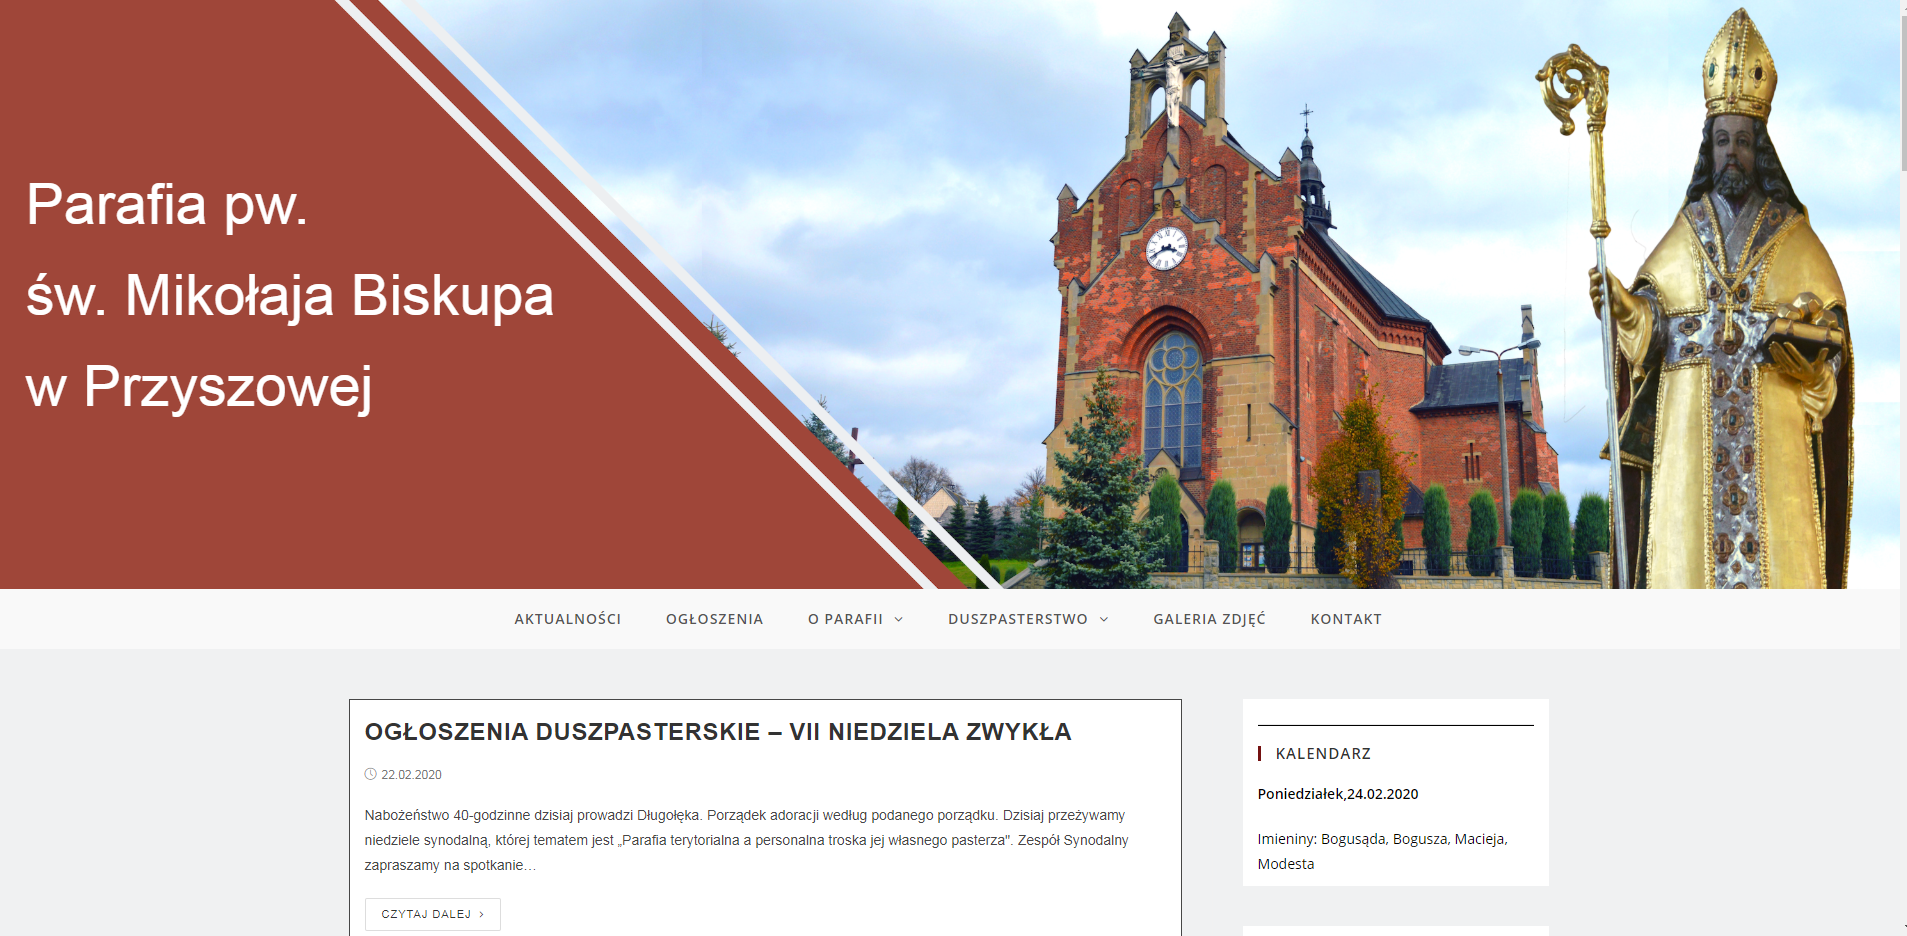 Parafia pw.
św. Mikołaja Biskupa
w Przyszowej
AKTUALNOŚCI OGŁOSZENIA O PARAFII DUSZPASTERSTWO GALERIA ZDJĘĆ KONTAKT
OGŁOSZENIA DUSZPASTERSKIE – VII NIEDZIELA ZWYKŁA
22.02.2020
Nabożeństwo 40-godzinne dzisiaj prowadzi Długołęka. Porządek adoracji według podanego porządku. Dzisiaj przeżywamy
niedziele synodalną, której tematem jest „Parafia terytorialna a personalna troska jej własnego pasterza". Zespół Synodalny
zapraszamy na spotkanie…
CZYTAJ DALEJ
KALENDARZ
Poniedziałek,24.02.2020
Imieniny: Bogusąda, Bogusza, Macieja,
Modesta